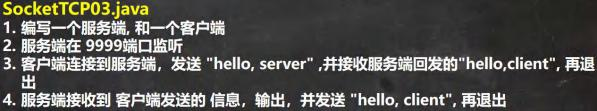 SocketTCP03.java
1. 编写一个服务端, 和一个客户端
2. 服务端在 9999端口监听
3. 客户端连接到服务端，发送 "hello, server" ,并接收服务端回发的"hello,client", 再退
出
4. 服务端接收到 客户端发送的 信息，输出，并发送 "hello, client", 再退出